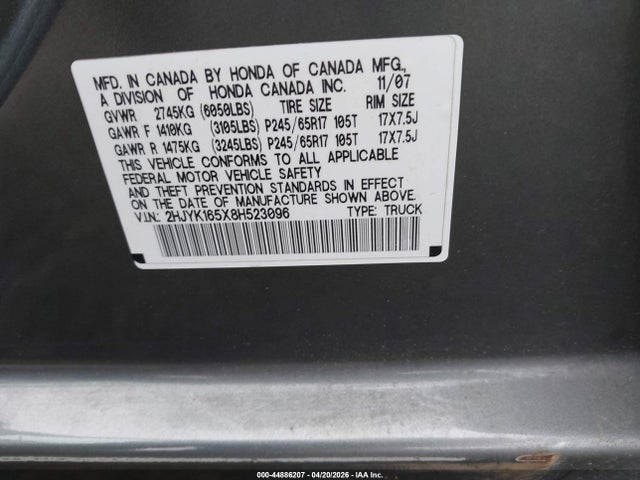 MFD. IN CANADA BY HONDA OF CANADA MFG.,
A DIVISION OF HONDA CANADA INC. 11/07
GVWR 2745KG (6050LBS) TIRE SIZE RIM SIZE
GAWR F 1410KG (3105LBS) P245/65R17 105T 17X7.5J
GAWR R 1475KG (3245LBS) P245/65R17 105T 17X7.5J
THIS VEHICLE CONFORMS TO ALL APPLICABLE
FEDERAL MOTOR VEHICLE SAFETY
AND THEFT PREVENTION STANDARDS IN EFFECT
ON THE DATE OF MANUFACTURE SHOWN ABOVE.
V.I.N: 2HJYK165X8H523096 TYPE: TRUCK
000-44886207 - 04/20/2026 - IAA Inc.